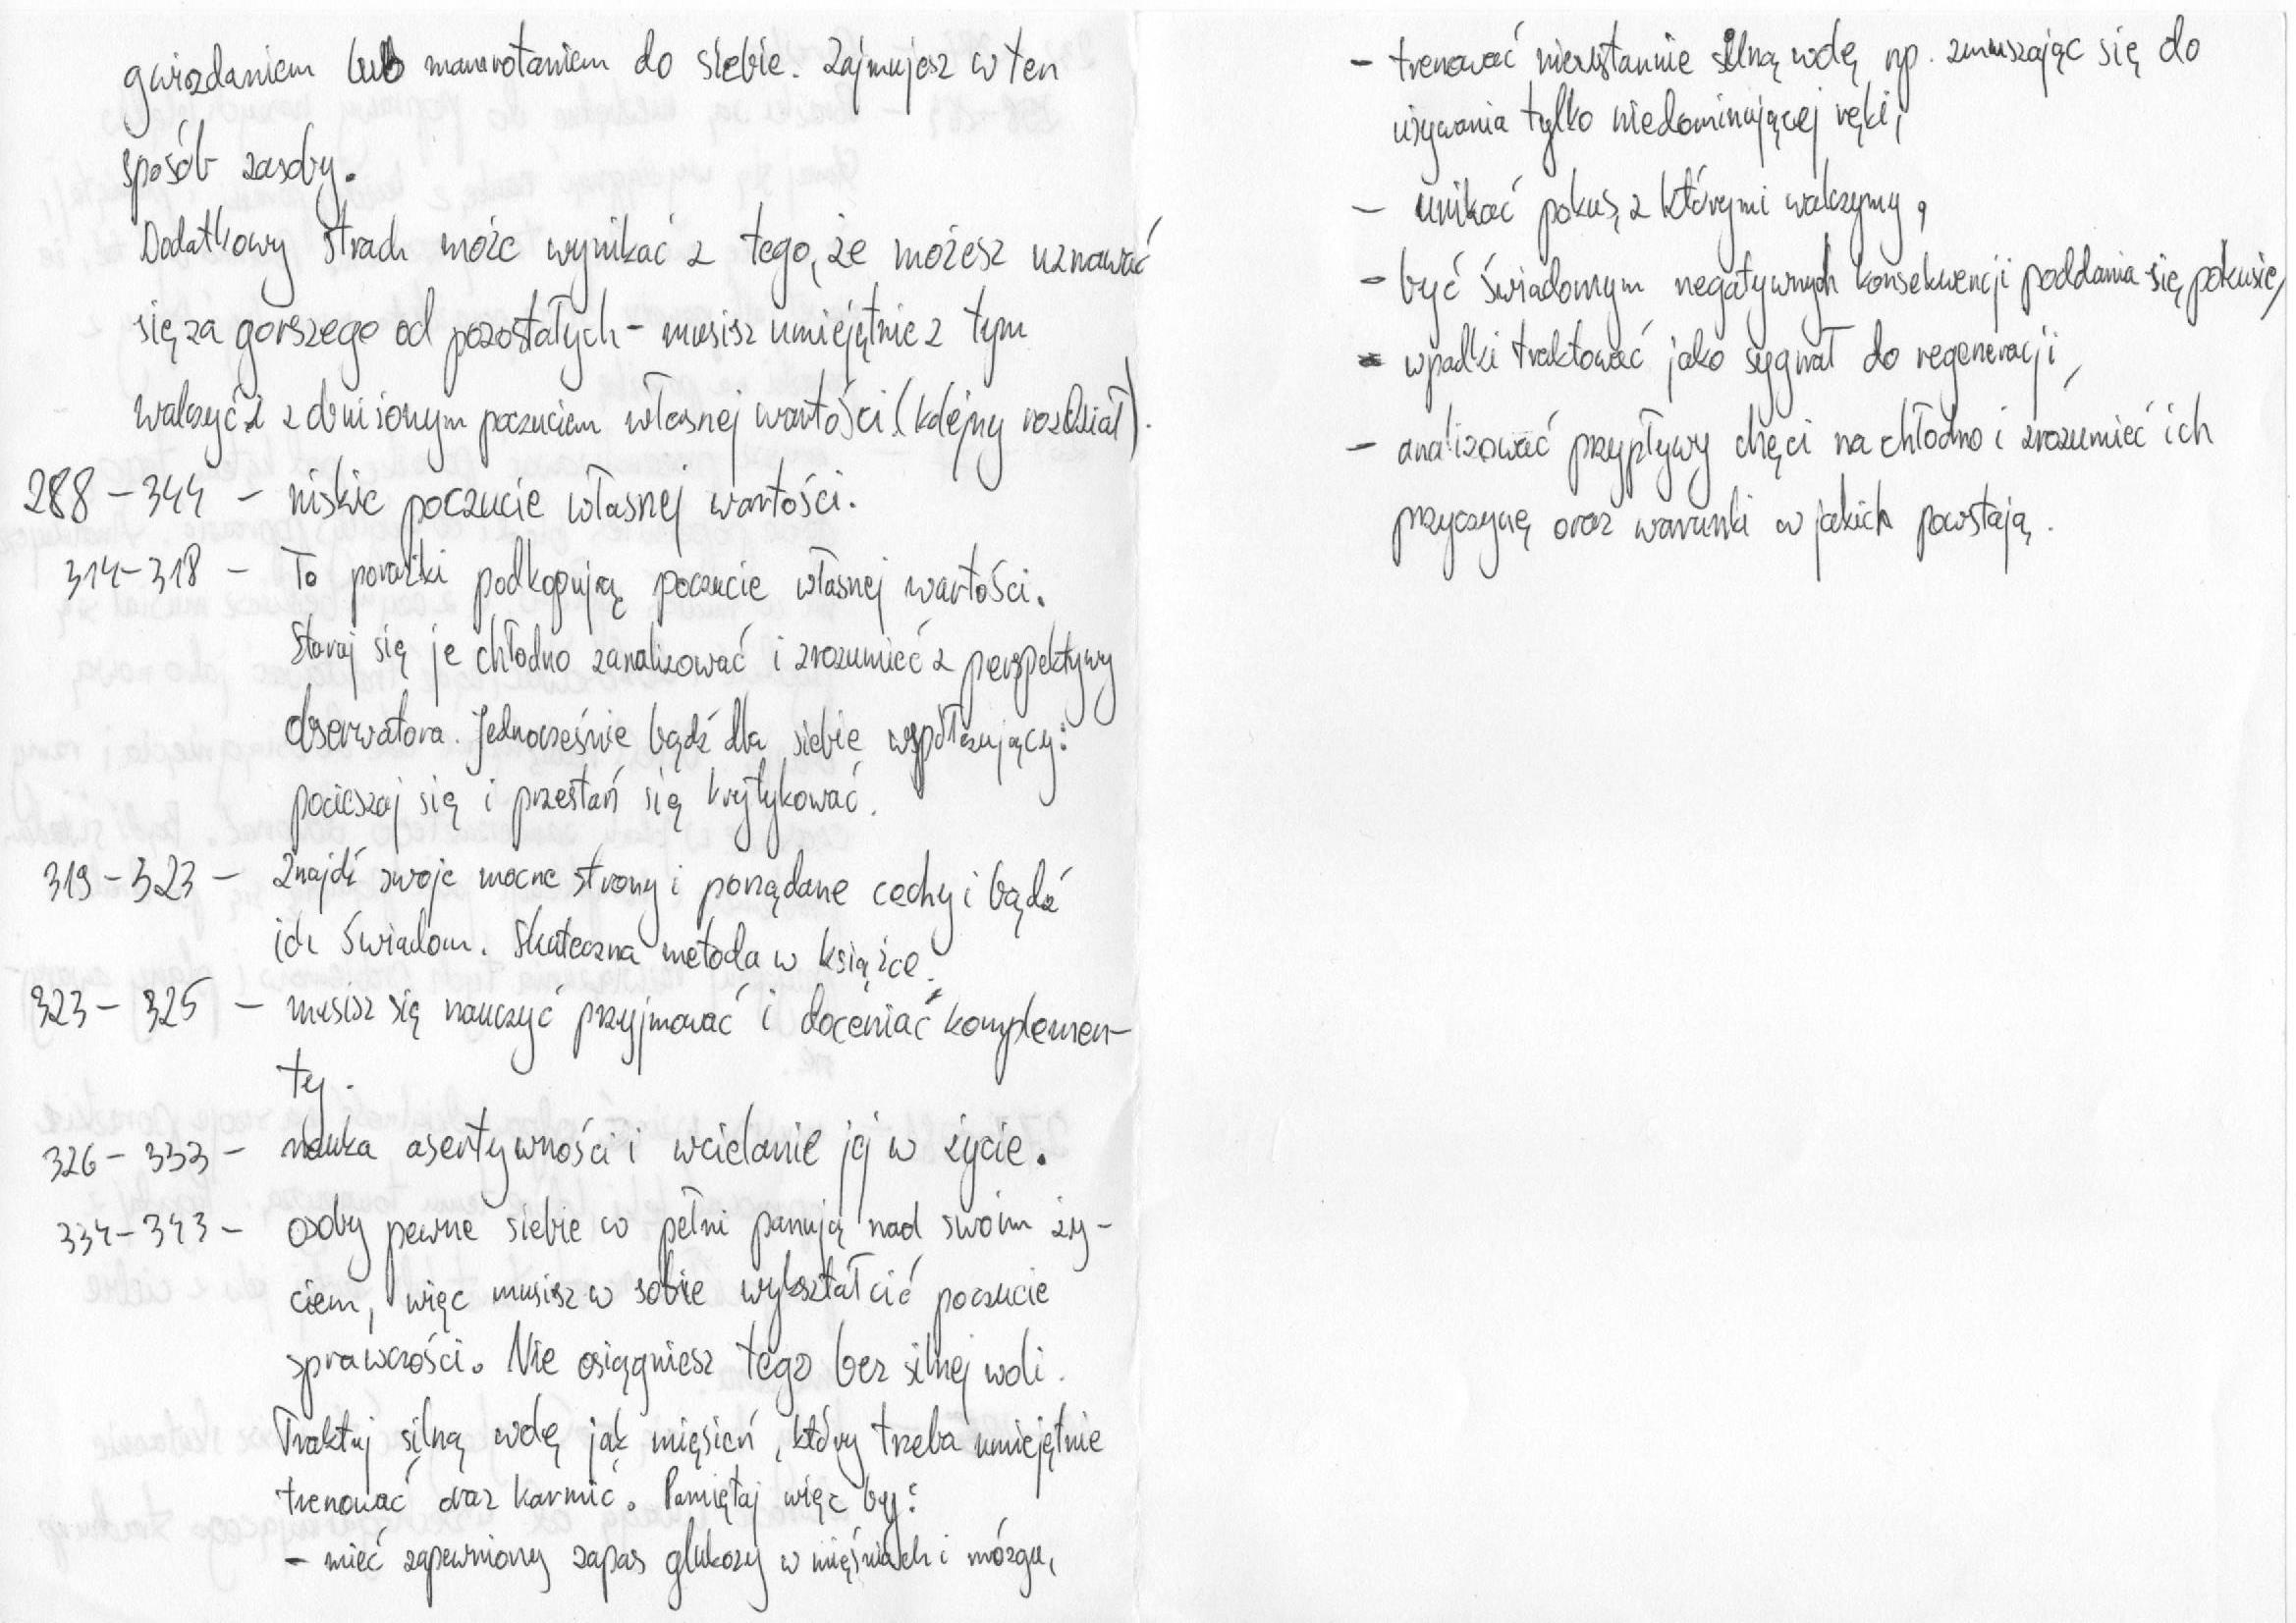 gwizdaniem lub mamrotaniem do siebie. Zajmujesz w ten
sposób zasoby.
Dodatkowy strach może wynikać z tego, że możesz uznawać
się za gorszego od pozostałych - musisz umiejętnie z tym
walczyć z obniżonym poczuciem własnej wartości (kolejny rozdział).
288 - 344 - niskie poczucie własnej wartości.
314 - 318 - To porażki podkopują poczucie własnej wartości.
Staraj się je chłodno zanalizować i zrozumieć z perspektywy
obserwatora. Jednocześnie bądź dla siebie współczujący:
pocieszaj się i przestań się krytykować.
319 - 323 - Znajdź swoje mocne strony i porządane cechy i bądź
ich świadom. Skuteczna metoda w książce.
323 - 325 - musisz się nauczyć przyjmować i doceniać komplemen-
ty.
326 - 333 - nauka asertywności i wcielanie jej w życie.
334 - 343 - osoby pewne siebie w pełni panują nad swoim ży-
ciem, więc musisz w sobie wykształcić poczucie
sprawczości. Nie osiągniesz tego bez silnej woli.
Traktuj silną wolę jak mięsień, który trzeba umiejętnie
trenować oraz karmić. Pamiętaj więc by:
- mieć zapewniony zapas glukozy w mięśniach i mózgu,
- trenować nieustannie silną wolę np. zmuszając się do
używania tylko niedominującej ręki,
- unikać pokus, z którymi walczymy,
- być świadomym negatywnych konsekwencji poddania się pokusie,
- wpadki traktować jako sygnał do regeneracji,
- analizować przypływy chęci na chłodno i zrozumieć ich
przyczynę oraz warunki w jakich powstają.